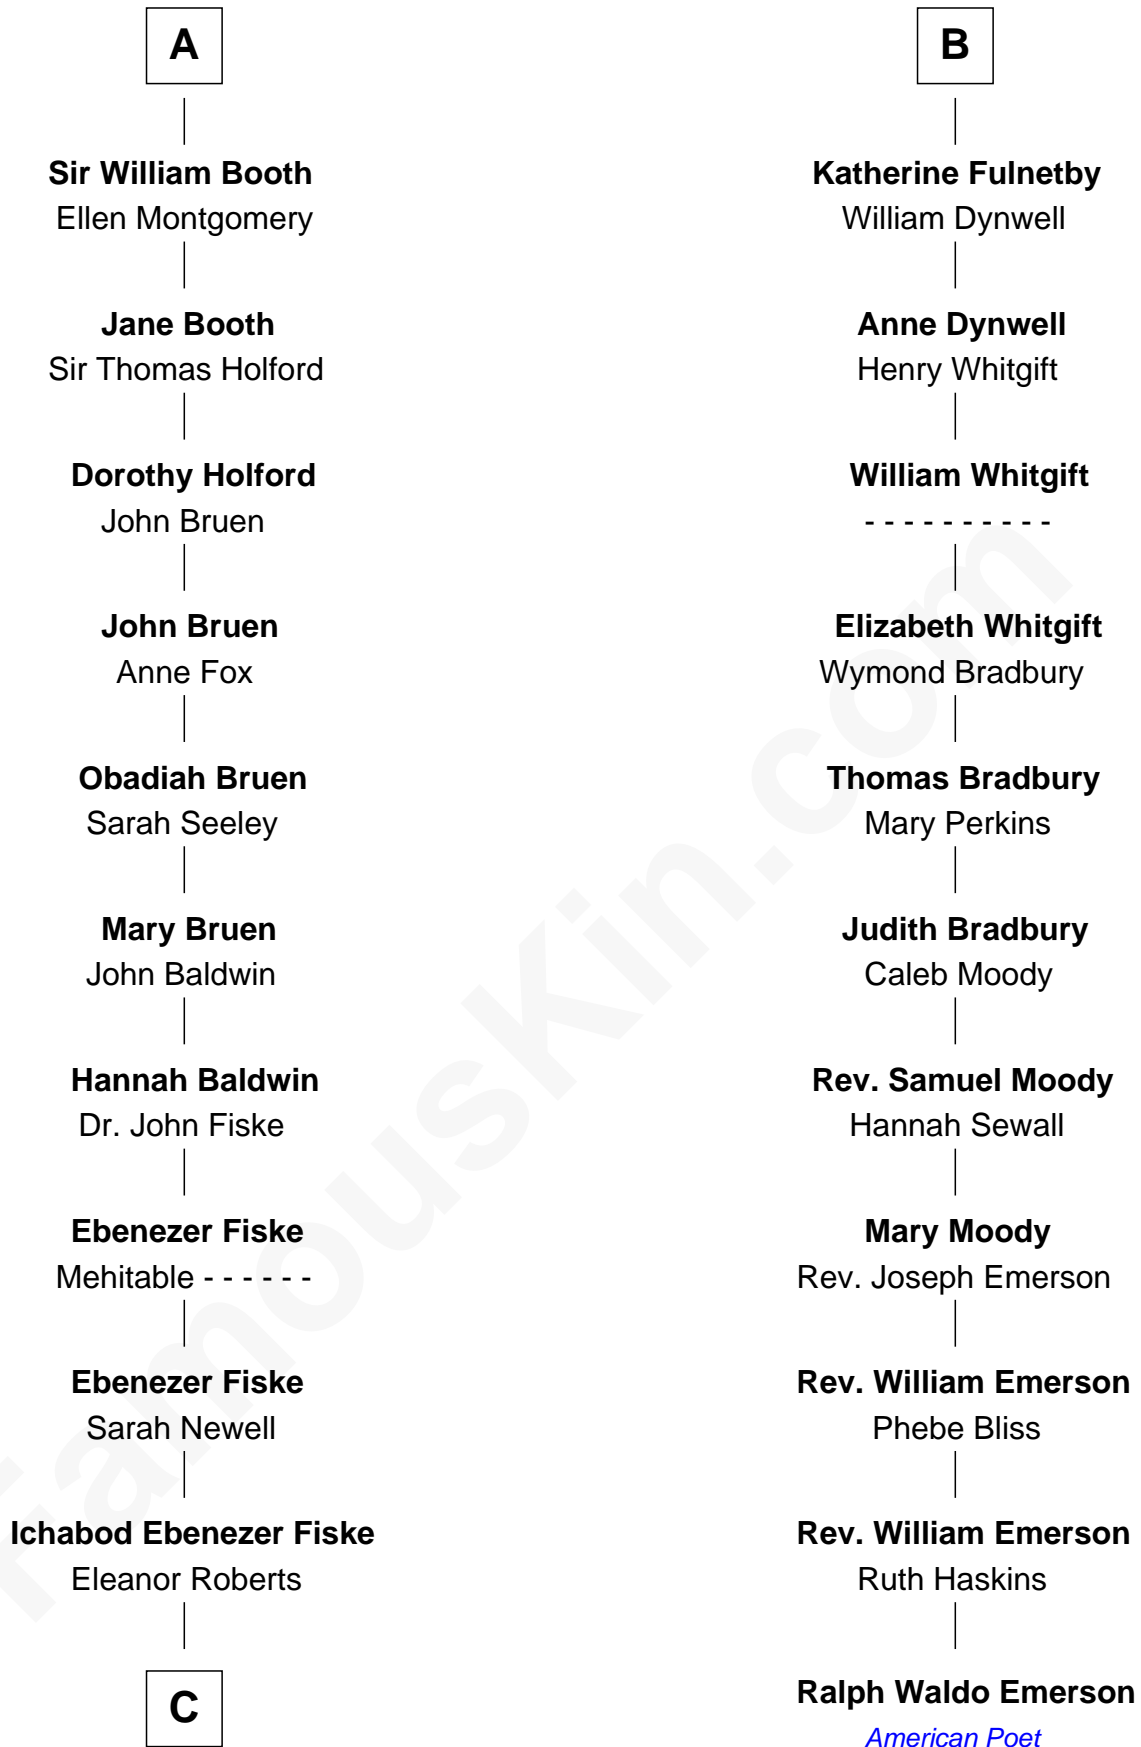 A
Sir William Booth
Ellen Montgomery
Jane Booth
Sir Thomas Holford
Dorothy Holford
John Bruen
John Bruen
Anne Fox
Obadiah Bruen
Sarah Seeley
Mary Bruen
John Baldwin
Hannah Baldwin
Dr. John Fiske
Ebenezer Fiske
Mehitable - - - - - -
Ebenezer Fiske
Sarah Newell
Ichabod Ebenezer Fiske
Eleanor Roberts
C
B
Katherine Fulnetby
William Dynwell
Anne Dynwell
Henry Whitgift
William Whitgift
- - - - - - - - - -
Elizabeth Whitgift
Wymond Bradbury
Thomas Bradbury
Mary Perkins
Judith Bradbury
Caleb Moody
Rev. Samuel Moody
Hannah Sewall
Mary Moody
Rev. Joseph Emerson
Rev. William Emerson
Phebe Bliss
Rev. William Emerson
Ruth Haskins
Ralph Waldo Emerson
American Poet
FamousKin.com